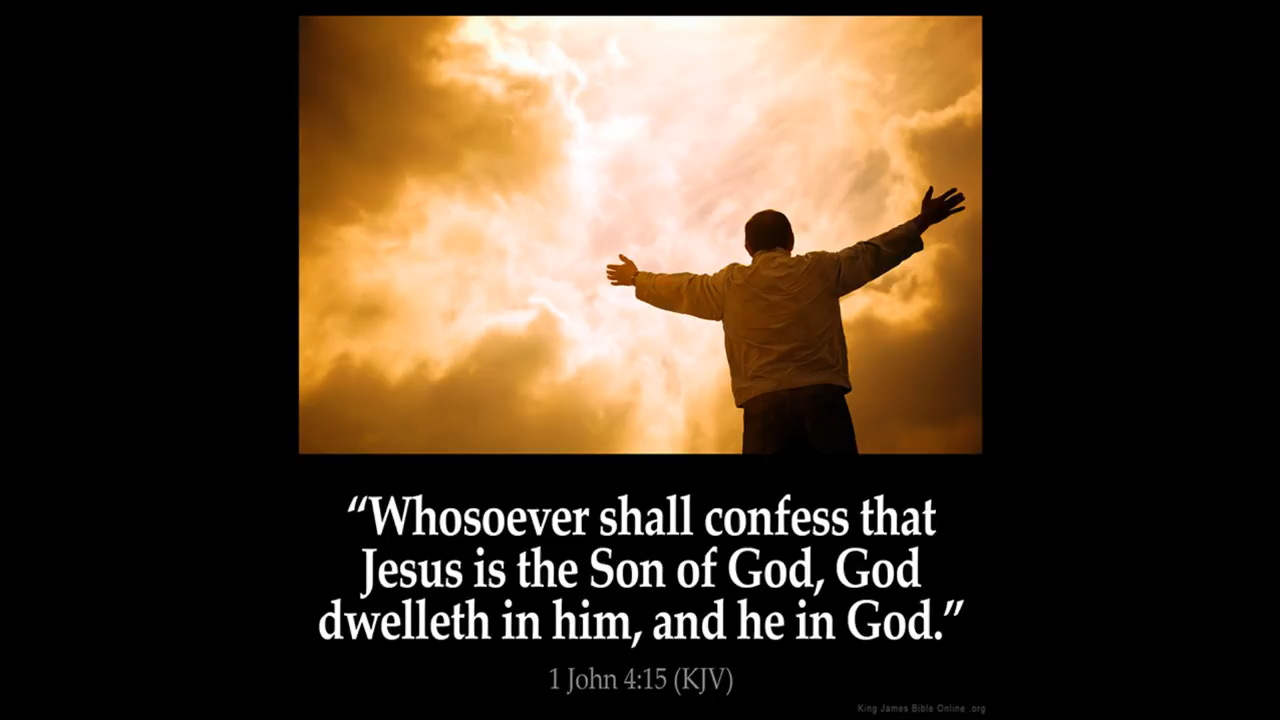 “Whosoever shall confess that
Jesus is the Son of God, God
dwelleth in him, and he in God.”
1 John 4:15 (KJV)
King James Bible Online .org